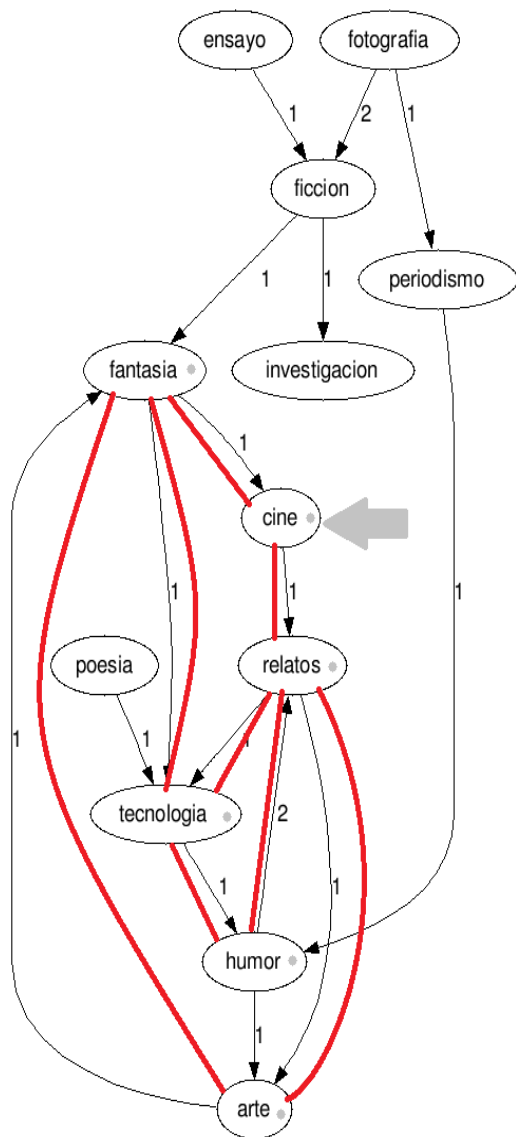 ensayo fotografia
1 2 1
ficcion
periodismo
1 1
fantasia investigacion
1
cine
1 1 1
poesia relatos
1 1 1
tecnologia 2
1 1
humor
1
arte